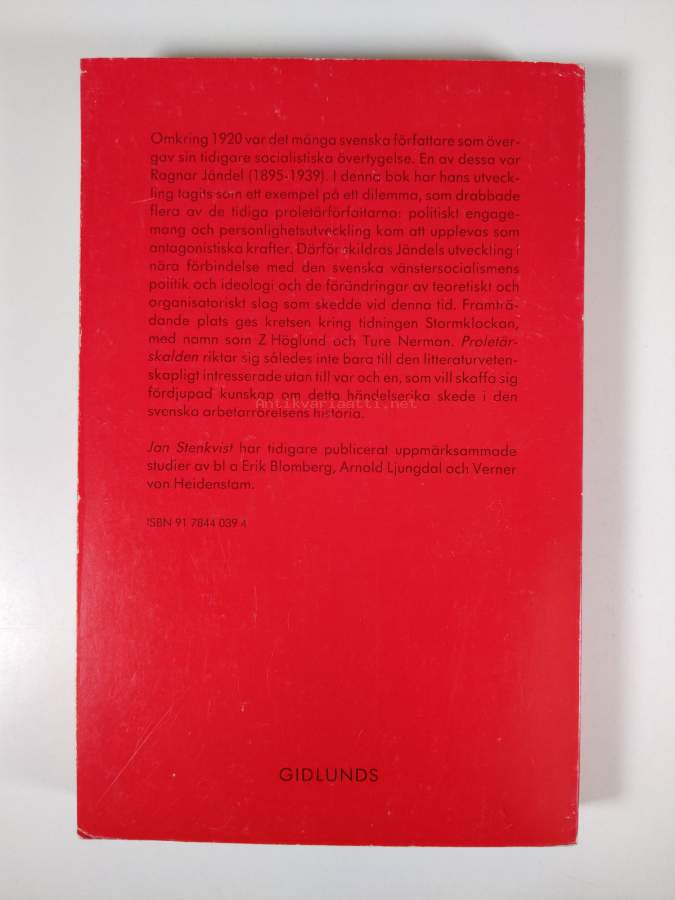 Omkring 1920 var det många svenska författare som över-
gav sin tidigare socialistiska övertygelse. En av dessa var
Ragnar Jändel (1895-1939). I denna bok har hans utveck-
ling tagits som ett exempel på ett dilemma, som drabbade
flera av de tidiga proletärförfattarna: politiskt engage-
mang och personlighetsutveckling kom att upplevas som
antagonistiska krafter. Därför skildras Jändels utveckling i
nära förbindelse med den svenska vänstersocialismens
politik och ideologi och de förändringar av teoretiskt och
organisatoriskt slag som skedde vid denna tid. Framträ-
dande plats ges kretsen kring tidningen Stormklockan,
med namn som Z Höglund och Ture Nerman. Proletär-
skalden riktar sig således inte bara till den litteraturveten-
skapligt intresserade utan till var och en, som vill skaffa sig
fördjupad kunskap om detta händelserika skede i den
Antikvariaatti.net
svenska arbetarrörelsens historia.
Jan Stenkvist har tidigare publicerat uppmärksammade
studier av bl a Erik Blomberg, Arnold Ljungdal och Verner
von Heidenstam.
ISBN 91 7844 039 4
GIDLUNDS